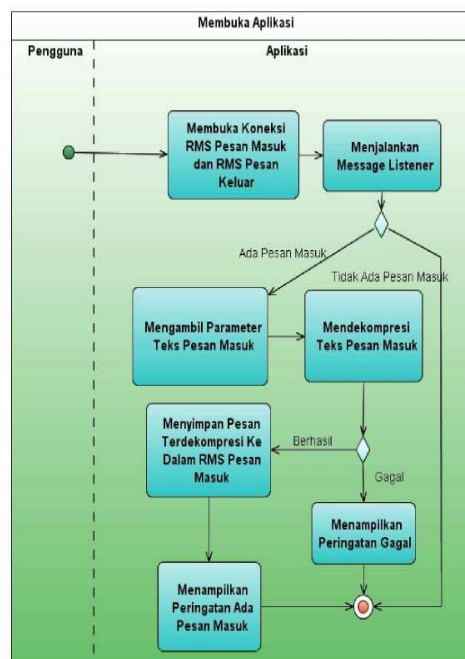 Membuka Aplikasi
Pengguna
Aplikasi
Membuka Koneksi
RMS Pesan Masuk
dan RMS Pesan
Keluar
Menjalankan
Message Listener
Ada Pesan Masuk
Tidak Ada Pesan Masuk
Mengambil Parameter
Teks Pesan Masuk
Mendekompresi
Teks Pesan Masuk
Menyimpan Pesan
Terdekompresi Ke
Dalam RMS Pesan
Masuk
Berhasil
Gagal
Menampilkan
Peringatan Gagal
Menampilkan
Peringatan Ada
Pesan Masuk